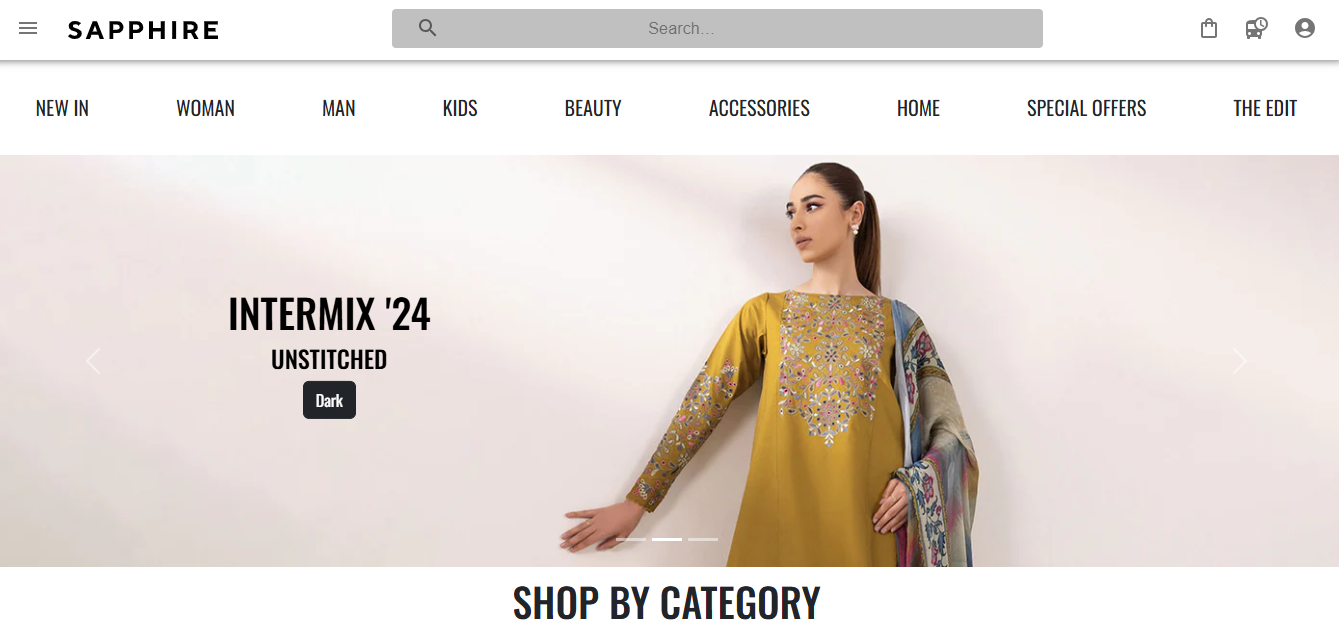 SAPPHIRE
Search...
NEW IN WOMAN MAN KIDS BEAUTY ACCESSORIES HOME SPECIAL OFFERS THE EDIT
INTERMIX '24
UNSTITCHED
Dark
SHOP BY CATEGORY